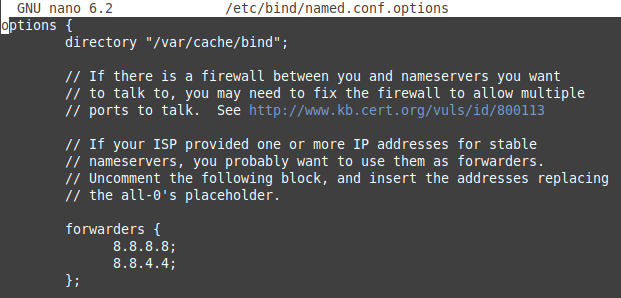 GNU nano 6.2 /etc/bind/named.conf.options
options {
directory "/var/cache/bind";
// If there is a firewall between you and nameservers you want
// to talk to, you may need to fix the firewall to allow multiple
// ports to talk.  See http://www.kb.cert.org/vuls/id/800113
// If your ISP provided one or more IP addresses for stable
// nameservers, you probably want to use them as forwarders.
// Uncomment the following block, and insert the addresses replacing
// the all-0's placeholder.
forwarders {
8.8.8.8;
8.8.4.4;
};